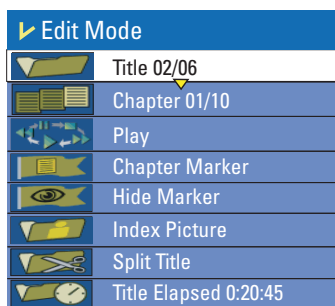 Edit Mode
Title 02/06
Chapter 01/10
Play
Chapter Marker
Hide Marker
Index Picture
Split Title
Title Elapsed 0:20:45